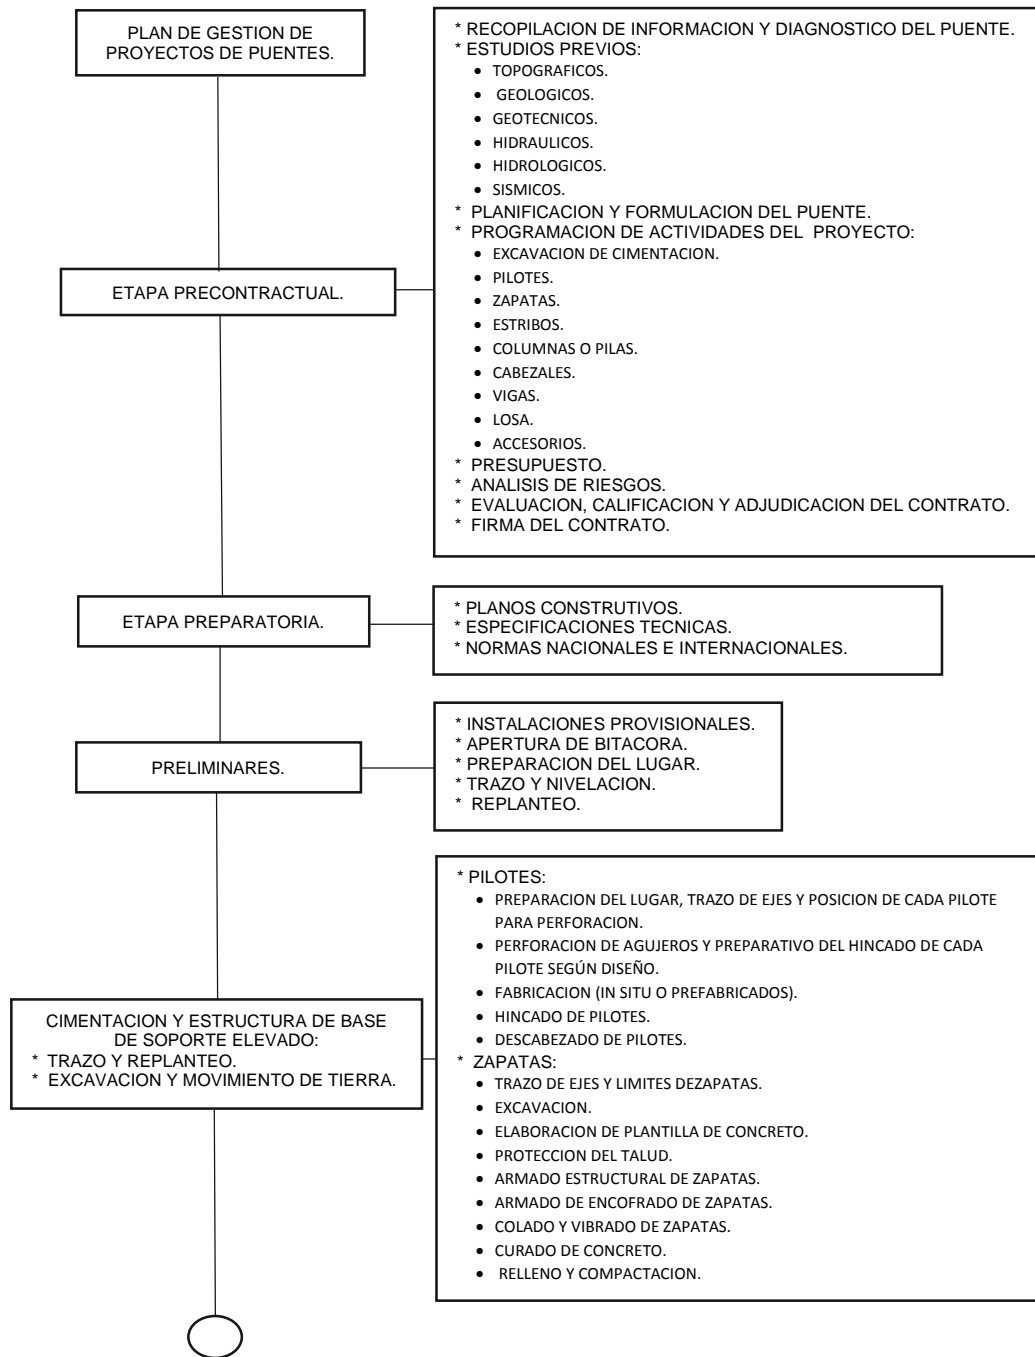 PLAN DE GESTION DE
PROYECTOS DE PUENTES.
* RECOPILACION DE INFORMACION Y DIAGNOSTICO DEL PUENTE.
* ESTUDIOS PREVIOS:
• TOPOGRAFICOS.
• GEOLOGICOS.
• GEOTECNICOS.
• HIDRAULICOS.
• HIDROLOGICOS.
• SISMICOS.
* PLANIFICACION Y FORMULACION DEL PUENTE.
* PROGRAMACION DE ACTIVIDADES DEL PROYECTO:
• EXCAVACION DE CIMENTACION.
• PILOTES.
• ZAPATAS.
• ESTRIBOS.
• COLUMNAS O PILAS.
• CABEZALES.
• VIGAS.
• LOSA.
• ACCESORIOS.
* PRESUPUESTO.
* ANALISIS DE RIESGOS.
* EVALUACION, CALIFICACION Y ADJUDICACION DEL CONTRATO.
* FIRMA DEL CONTRATO.
ETAPA PRECONTRACTUAL.
ETAPA PREPARATORIA.
* PLANOS CONSTRUTIVOS.
* ESPECIFICACIONES TECNICAS.
* NORMAS NACIONALES E INTERNACIONALES.
PRELIMINARES.
* INSTALACIONES PROVISIONALES.
* APERTURA DE BITACORA.
* PREPARACION DEL LUGAR.
* TRAZO Y NIVELACION.
* REPLANTEO.
CIMENTACION Y ESTRUCTURA DE BASE
DE SOPORTE ELEVADO:
* TRAZO Y REPLANTEO.
* EXCAVACION Y MOVIMIENTO DE TIERRA.
* PILOTES:
• PREPARACION DEL LUGAR, TRAZO DE EJES Y POSICION DE CADA PILOTE
PARA PERFORACION.
• PERFORACION DE AGUJEROS Y PREPARATIVO DEL HINCADO DE CADA
PILOTE SEGÚN DISEÑO.
• FABRICACION (IN SITU O PREFABRICADOS).
• HINCADO DE PILOTES.
• DESCABEZADO DE PILOTES.
* ZAPATAS:
• TRAZO DE EJES Y LIMITES DEZAPATAS.
• EXCAVACION.
• ELABORACION DE PLANTILLA DE CONCRETO.
• PROTECCION DEL TALUD.
• ARMADO ESTRUCTURAL DE ZAPATAS.
• ARMADO DE ENCOFRADO DE ZAPATAS.
• COLADO Y VIBRADO DE ZAPATAS.
• CURADO DE CONCRETO.
• RELLENO Y COMPACTACION.